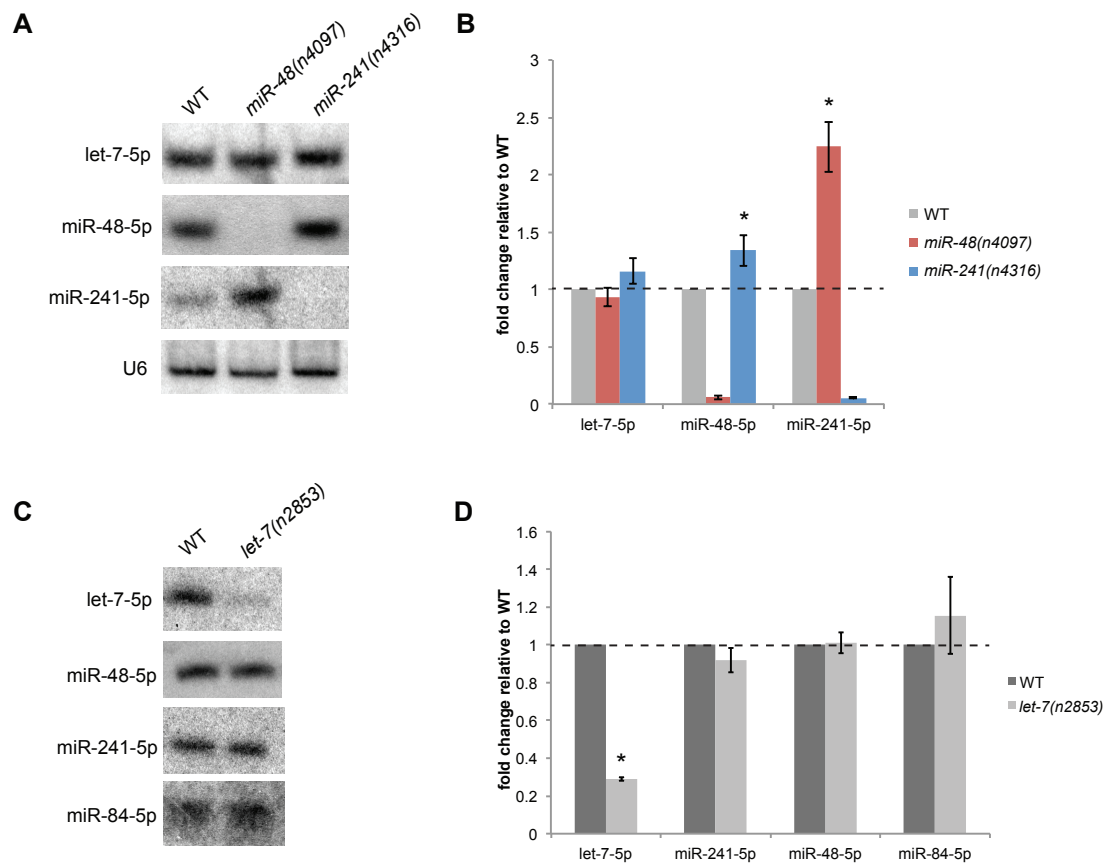 A
WT
miR-48(n4097)
miR-241(n4316)
let-7-5p
miR-48-5p
miR-241-5p
U6
B
fold change relative to WT
3
2.5
2
1.5
1
0.5
0
*
*
let-7-5p
miR-48-5p
miR-241-5p
WT
miR-48(n4097)
miR-241(n4316)
C
WT
let-7(n2853)
let-7-5p
miR-48-5p
miR-241-5p
miR-84-5p
D
fold change relative to WT
1.6
1.4
1.2
1
0.8
0.6
0.4
0.2
0
*
let-7-5p
miR-241-5p
miR-48-5p
miR-84-5p
WT
let-7(n2853)